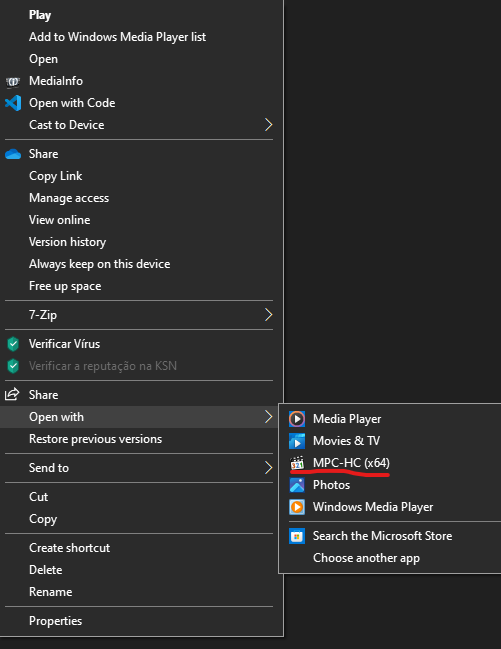 Play
Add to Windows Media Player list
Open
MediaInfo
Open with Code
Cast to Device
Share
Copy Link
Manage access
View online
Version history
Always keep on this device
Free up space
7-Zip
Verificar Vírus
Verificar a reputação na KSN
Share
Open with
Restore previous versions
Send to
Cut
Copy
Create shortcut
Delete
Rename
Properties
Media Player
Movies & TV
MPC-HC (x64)
Photos
Windows Media Player
Search the Microsoft Store
Choose another app